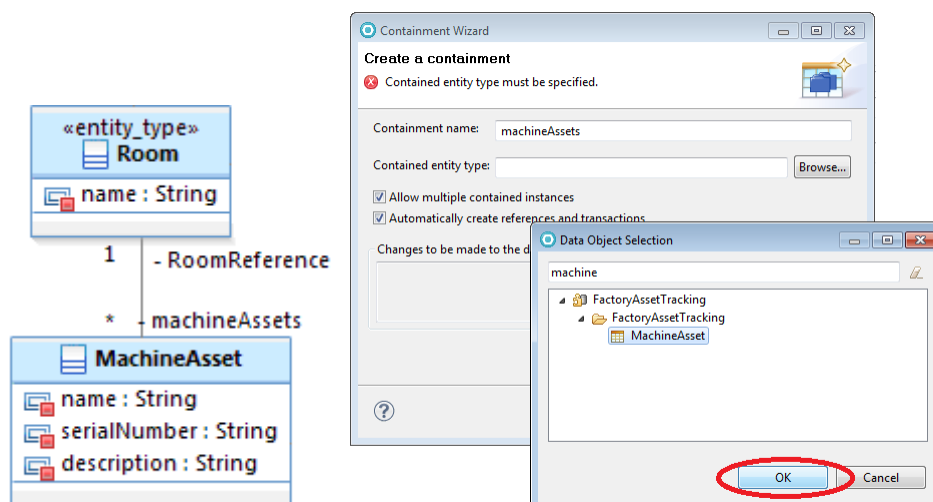 «entity_type»
Room
name : String
1
- RoomReference
* - machineAssets
MachineAsset
name : String
serialNumber : String
description : String
Containment Wizard
Create a containment
Contained entity type must be specified.
Containment name: machineAssets
Contained entity type: Browse...
Allow multiple contained instances
Automatically create references and transactions
Changes to be made to the d
?
Data Object Selection
machine
FactoryAssetTracking
FactoryAssetTracking
MachineAsset
OK Cancel